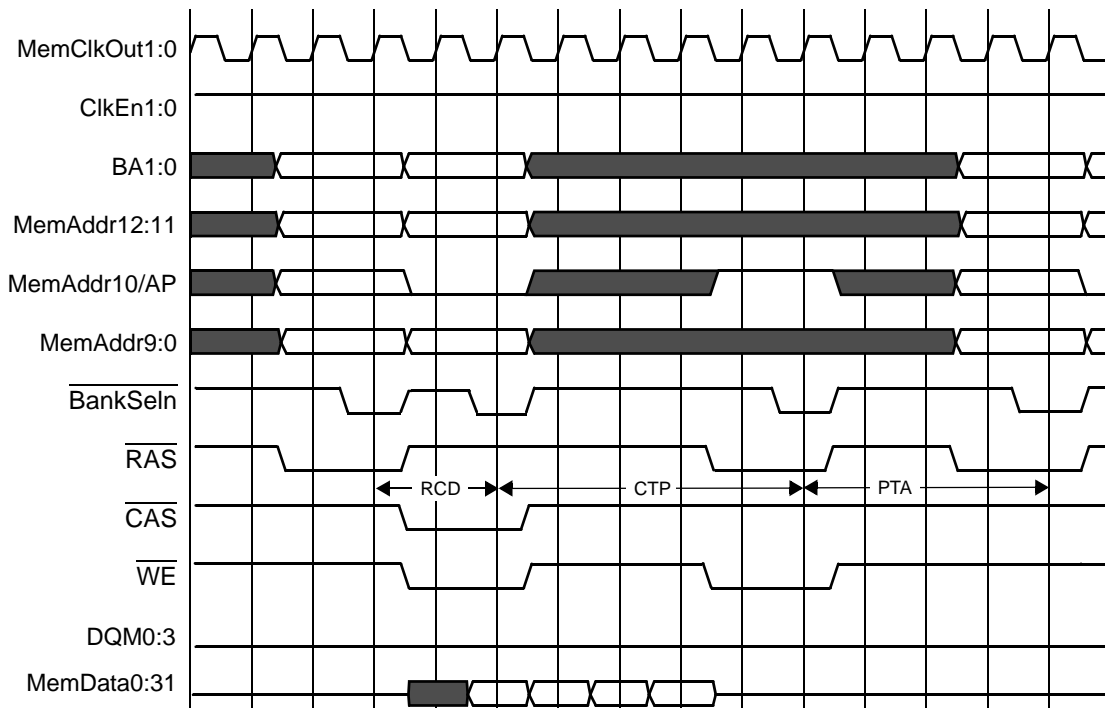 MemClkOut1:0
ClkEn1:0
BA1:0
MemAddr12:11
MemAddr10/AP
MemAddr9:0
BankSeln
RAS
RCD CTP PTA
CAS
WE
DQM0:3
MemData0:31